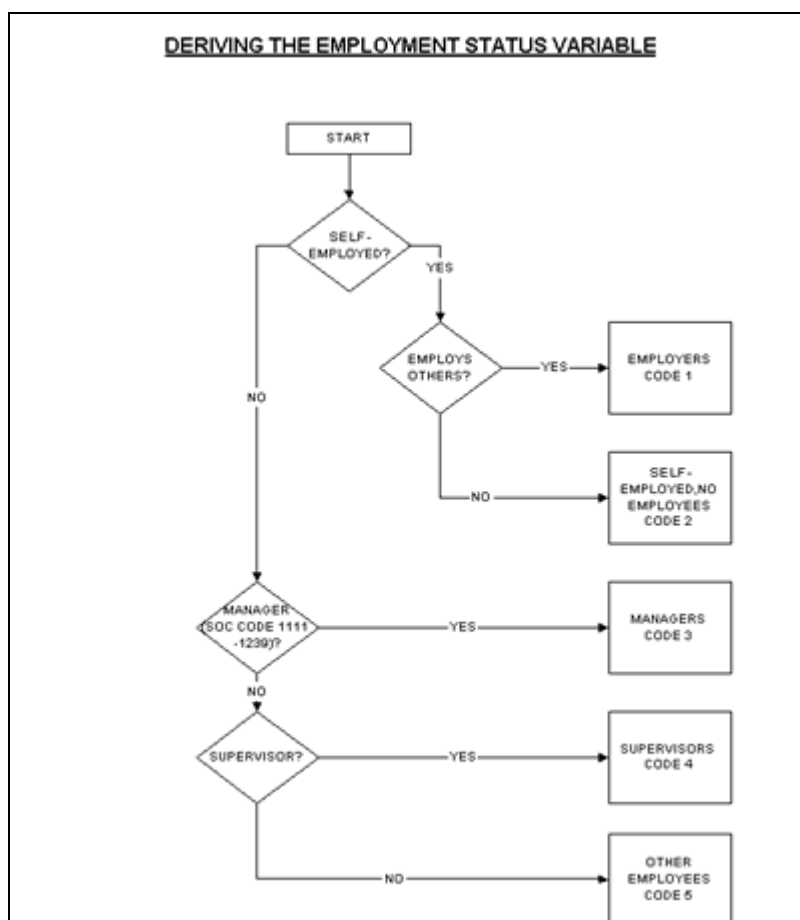 DERIVING THE EMPLOYMENT STATUS VARIABLE
START
SELF-
EMPLOYED?
YES
EMPLOYS
OTHERS?
YES
EMPLOYERS
CODE 1
NO
SELF-
EMPLOYED,NO
EMPLOYEES
CODE 2
NO
MANAGER
(SOC CODE 1111
-1239)?
YES
MANAGERS
CODE 3
NO
SUPERVISOR?
YES
SUPERVISORS
CODE 4
NO
OTHER
EMPLOYEES
CODE 5